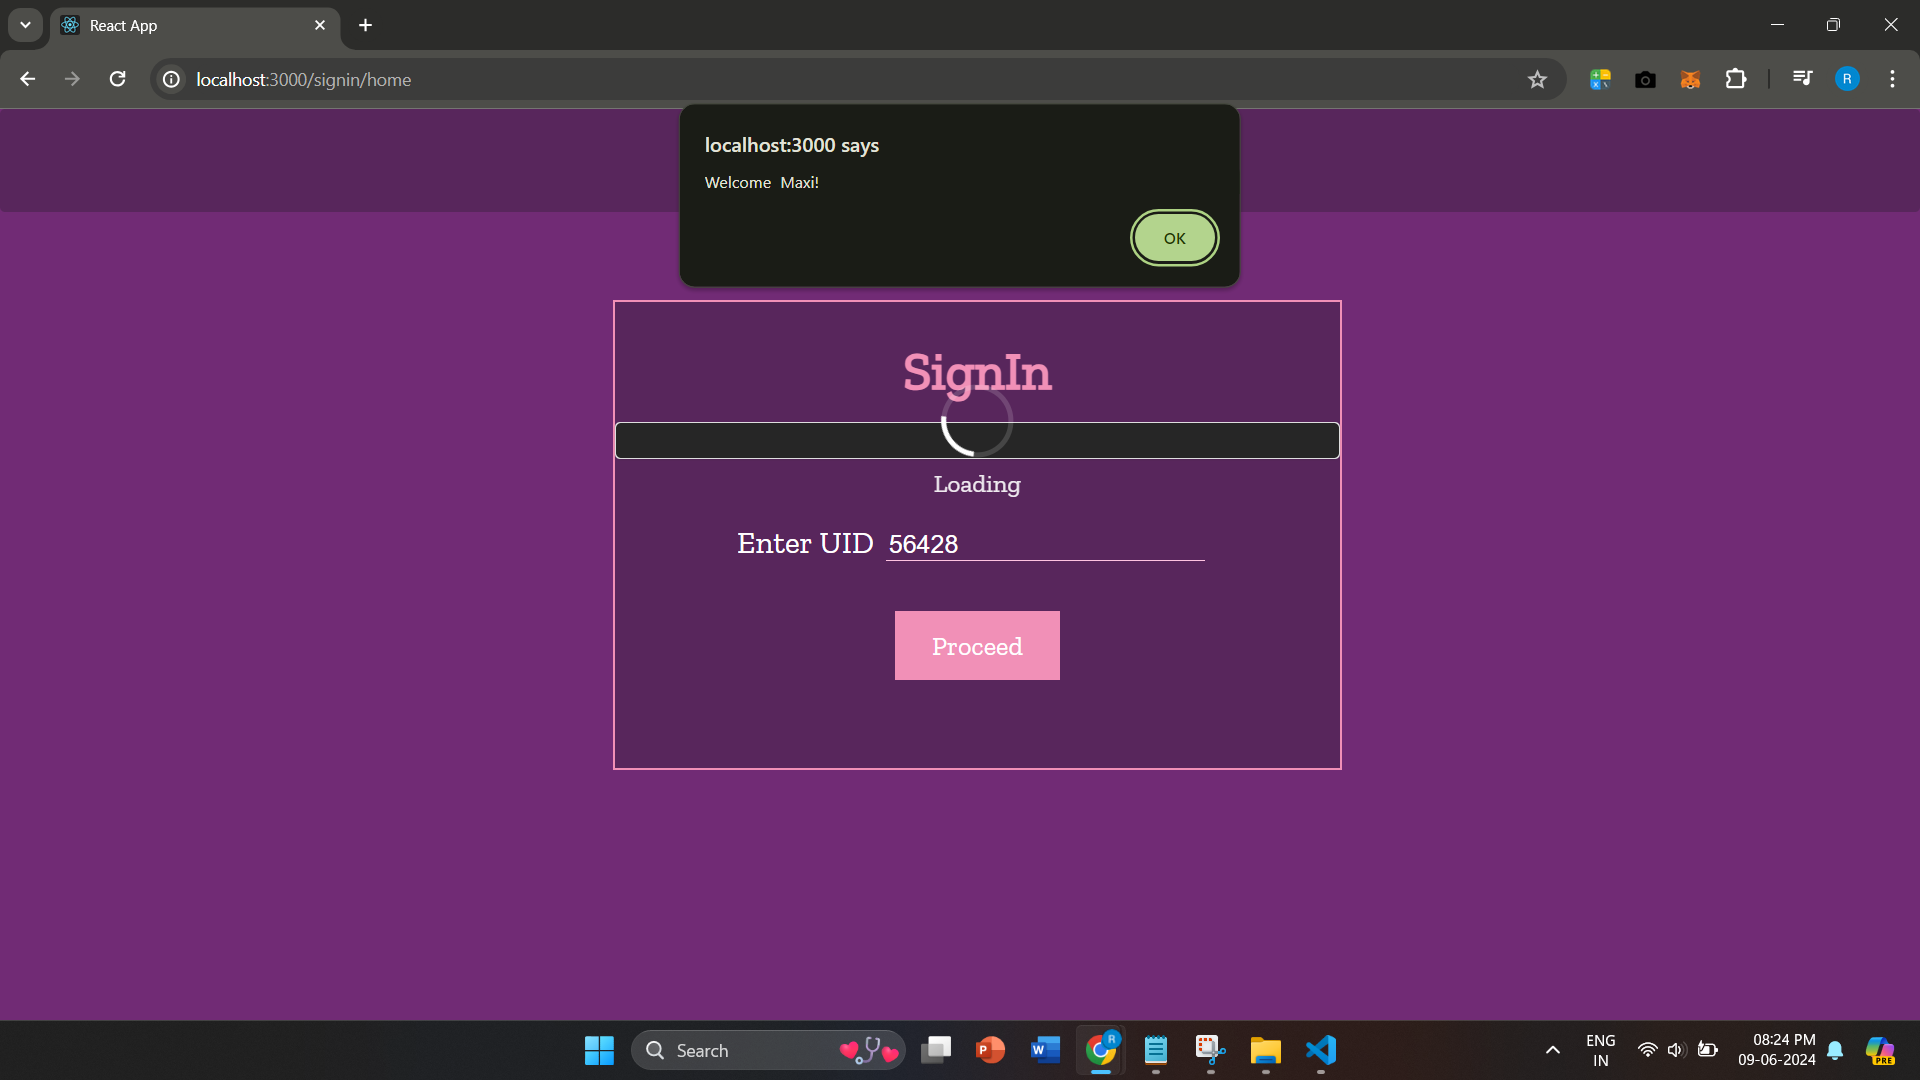 React App
localhost:3000/signin/home
R
localhost:3000 says
Welcome  Maxi!
OK
SignIn
Loading
Enter UID 56428
Proceed
Search
P
W
R
ENG
IN
08:24 PM
09-06-2024
PRE